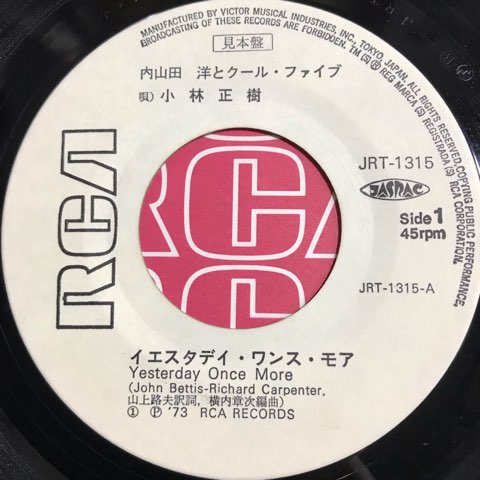 MANUFACTURED BY VICTOR MUSICAL INDUSTRIES, INC., TOKYO, JAPAN. ALL RIGHTS RESERVED, COPYING PUBLIC PERFORMANCE
BROADCASTING OF THESE RECORDS ARE FORBIDEN. TM(S) ® REG MARCA(S) REGISTRADA(S) RCA CORPORATION.
見本盤
内山田 洋とクール・ファイブ
唄) 小林正樹
RCA
JRT-1315
JASRAC
Side 1
45rpm
JRT-1315-A
RCA
イエスタデイ・ワンス・モア
Yesterday Once More
(John Bettis-Richard Carpenter,
山上路夫訳詞, 横内章次編曲)
① Ⓟ '73 RCA RECORDS